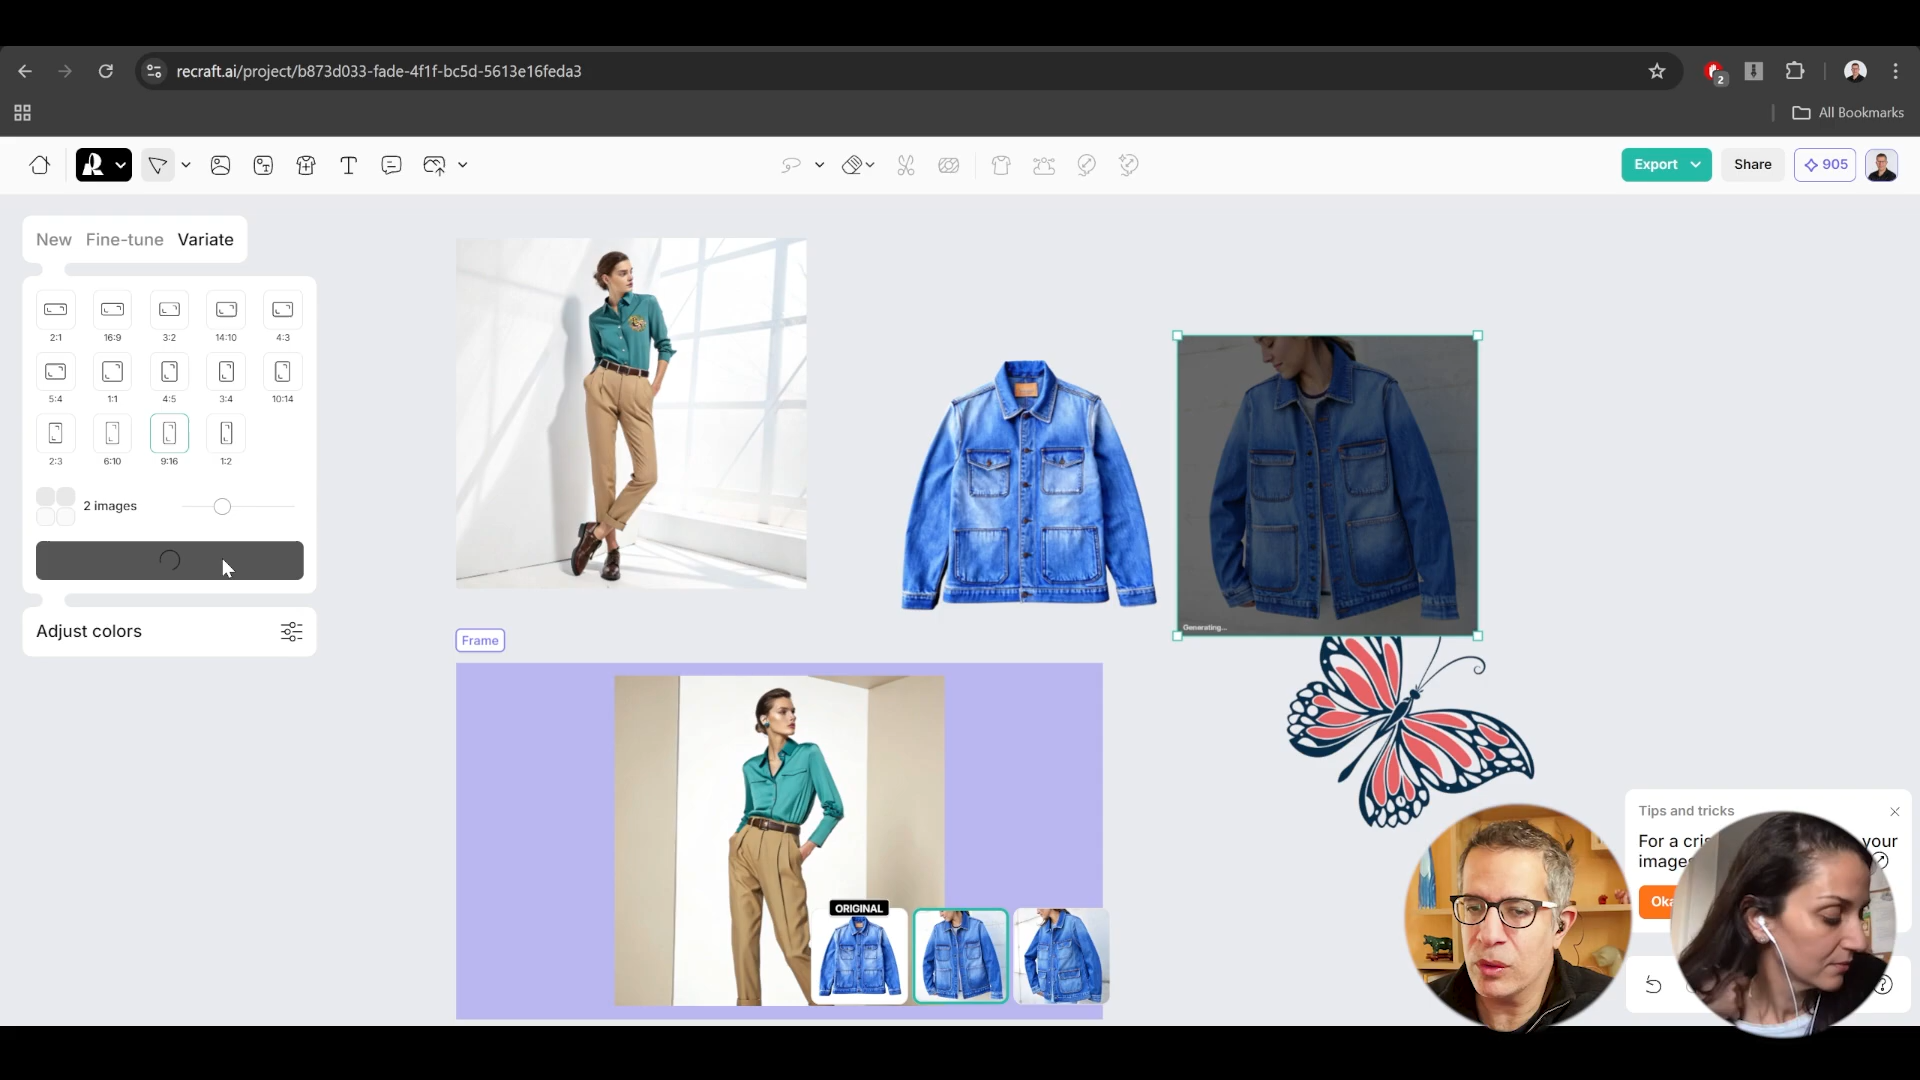 recraft.ai/project/b873d033-fade-4f1f-bc5d-5613e16feda3
2
All Bookmarks
T
Export
Share
905
New Fine-tune Variate
2:1 16:9 3:2 14:10 4:3
5:4 1:1 4:5 3:4 10:14
2:3 6:10 9:16 1:2
2 images
Adjust colors
Generating...
Frame
ORIGINAL
Tips and tricks
For a your